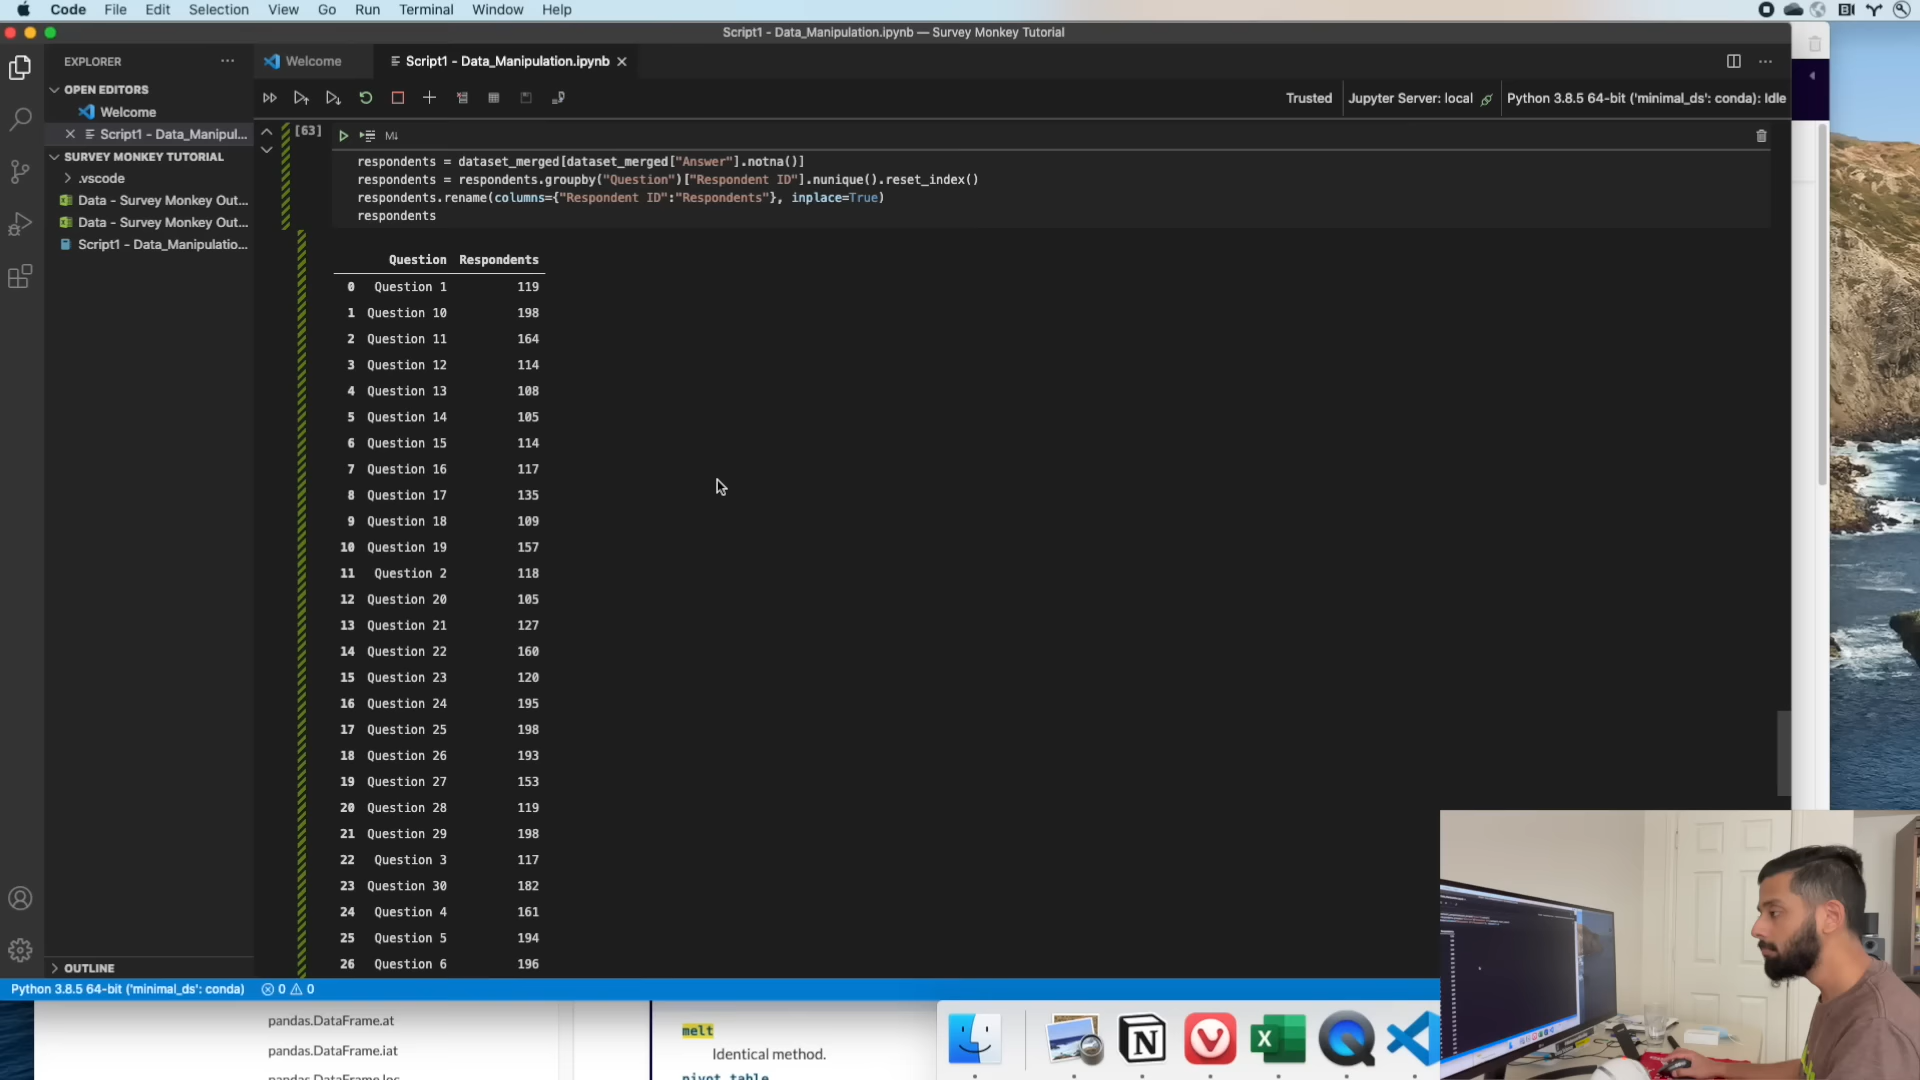 Code File Edit Selection View Go Run Terminal Window Help
Script1 - Data_Manipulation.ipynb — Survey Monkey Tutorial
EXPLORER
Welcome
Script1 - Data_Manipulation.ipynb
OPEN EDITORS
Welcome
Script1 - Data_Manipul...
SURVEY MONKEY TUTORIAL
.vscode
Data - Survey Monkey Out...
Data - Survey Monkey Out...
Script1 - Data_Manipulatio...
OUTLINE
Trusted Jupyter Server: local Python 3.8.5 64-bit ('minimal_ds': conda): Idle
[63]
M↓
respondents = dataset_merged[dataset_merged["Answer"].notna()]
respondents = respondents.groupby("Question")["Respondent ID"].nunique().reset_index()
respondents.rename(columns={"Respondent ID":"Respondents"}, inplace=True)
respondents
Question Respondents
0 Question 1 119
1 Question 10 198
2 Question 11 164
3 Question 12 114
4 Question 13 108
5 Question 14 105
6 Question 15 114
7 Question 16 117
8 Question 17 135
9 Question 18 109
10 Question 19 157
11 Question 2 118
12 Question 20 105
13 Question 21 127
14 Question 22 160
15 Question 23 120
16 Question 24 195
17 Question 25 198
18 Question 26 193
19 Question 27 153
20 Question 28 119
21 Question 29 198
22 Question 3 117
23 Question 30 182
24 Question 4 161
25 Question 5 194
26 Question 6 196
Python 3.8.5 64-bit ('minimal_ds': conda) 0 0
pandas.DataFrame.at
pandas.DataFrame.iat
pandas.DataFrame.loc
melt
Identical method.
pivot_table